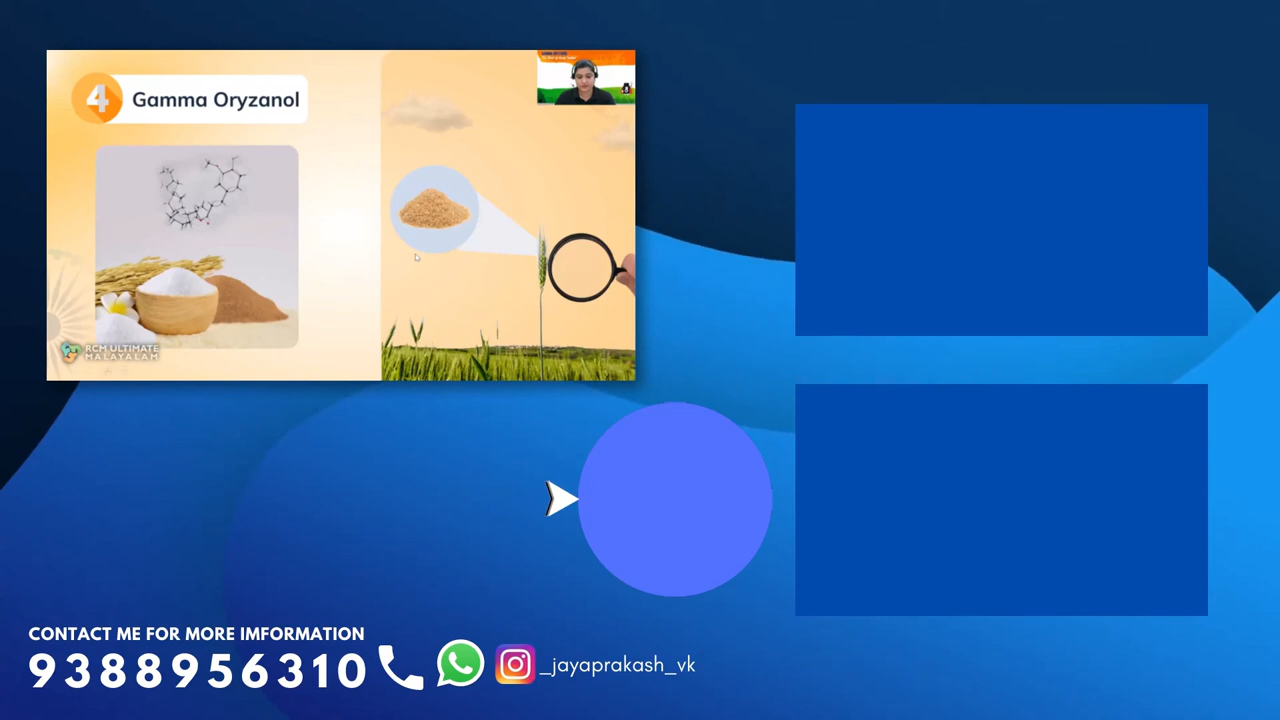 4
Gamma Oryzanol
RCM ULTIMATE
MALAYALAM
CONTACT ME FOR MORE IMFORMATION
9388956310
_jayaprakash_vk